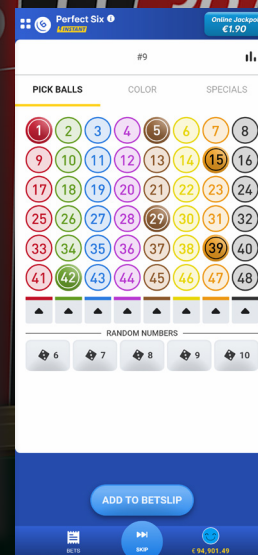 Perfect Six
INSTANT
Online Jackpot
€1.90
#9
PICK BALLS
COLOR
SPECIALS
1 2 3 4 5 6 7 8
9 10 11 12 13 14 15 16
17 18 19 20 21 22 23 24
25 26 27 28 29 30 31 32
33 34 35 36 37 38 39 40
41 42 43 44 45 46 47 48
RANDOM NUMBERS
6 7 8 9 10
ADD TO BETSLIP
BETS
SKIP
€ 94,901.49